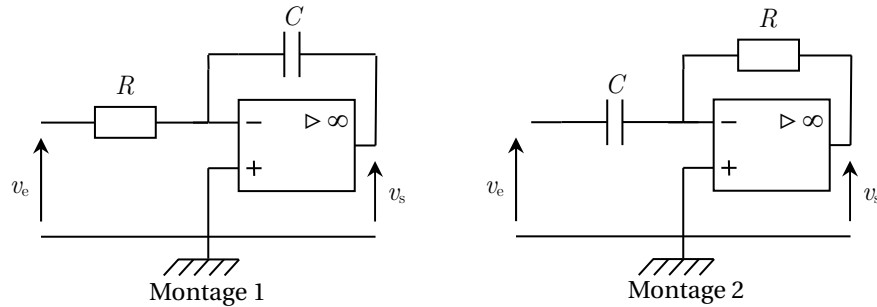 C
R
− ▷ ∞
+
v_e
v_s
Montage 1
R
C
− ▷ ∞
+
v_e
v_s
Montage 2